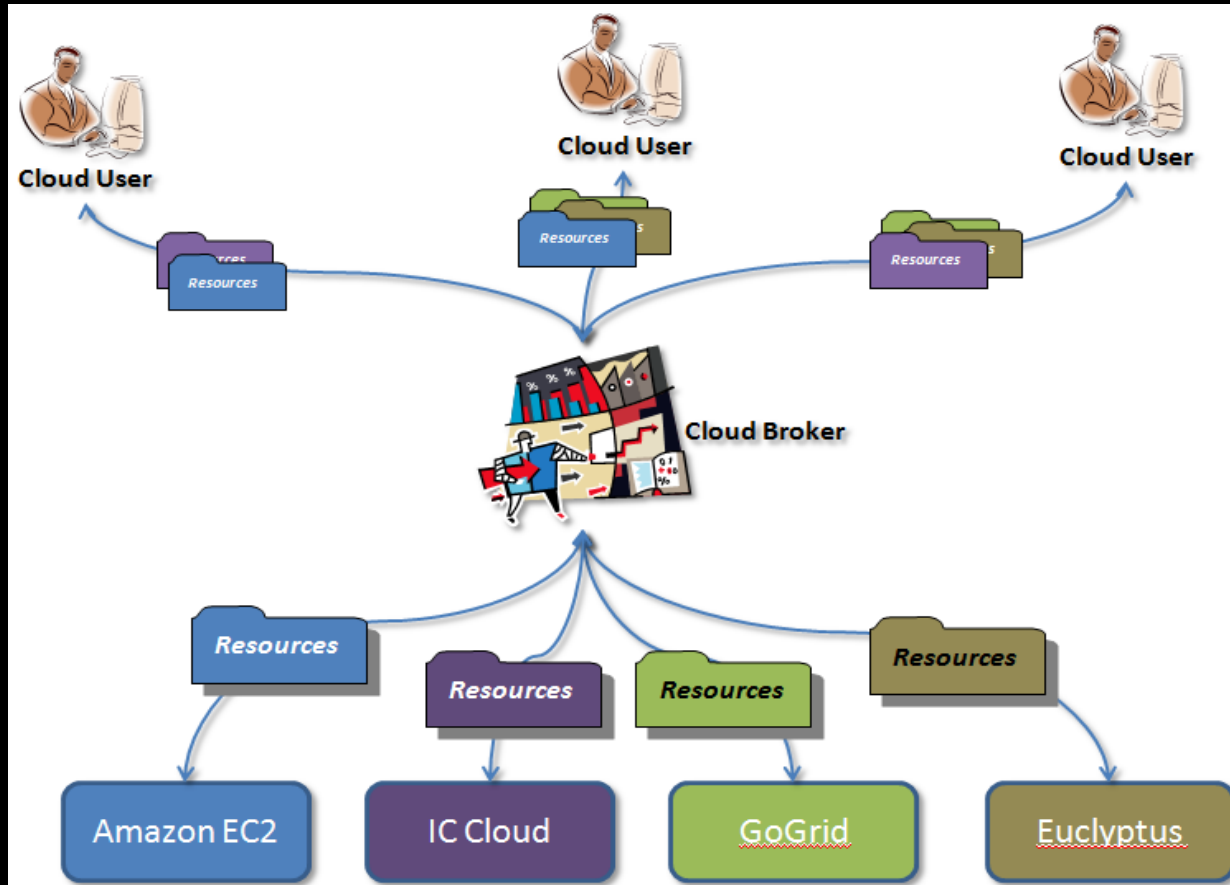 Cloud User
Cloud User
Cloud User
Resources
Resources
Resources
Cloud Broker
Resources
Resources
Resources
Resources
Amazon EC2
IC Cloud
GoGrid
Euclyptus